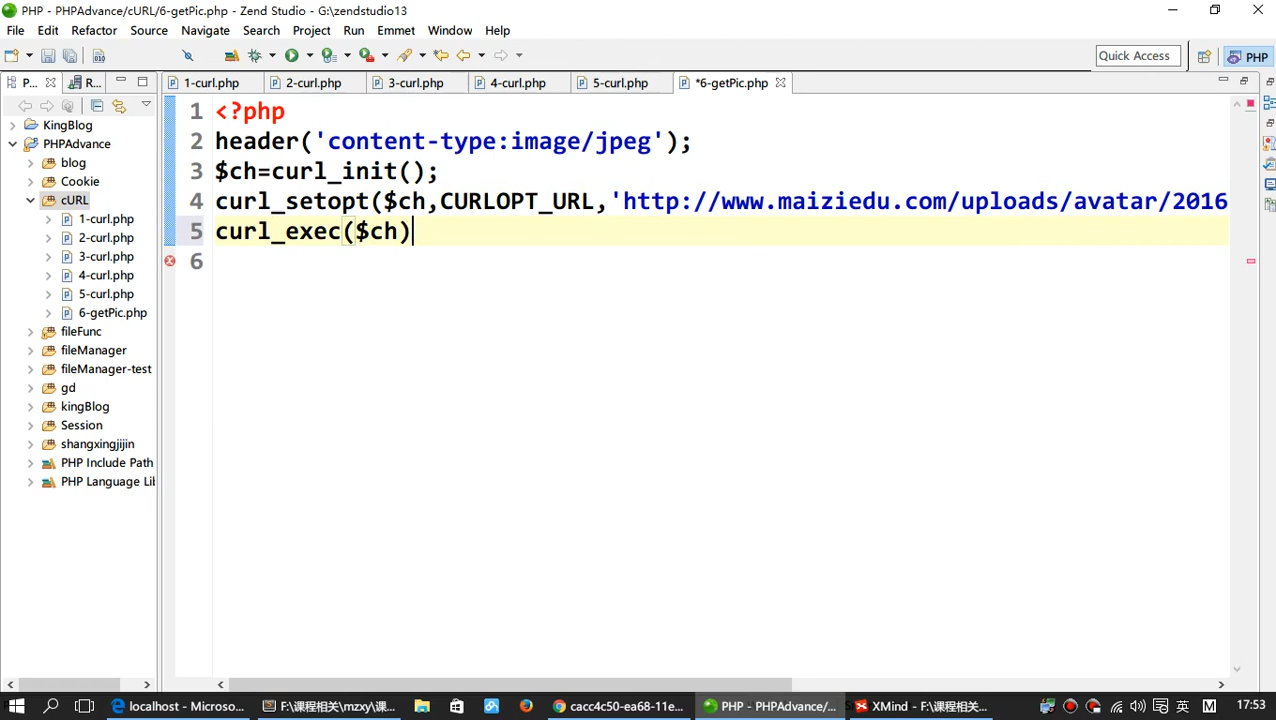 PHP - PHPAdvance/cURL/6-getPic.php - Zend Studio - G:\zendstudio13
File Edit Refactor Source Navigate Search Project Run Emmet Window Help
Quick Access
PHP
P...
R...
1-curl.php
2-curl.php
3-curl.php
4-curl.php
5-curl.php
*6-getPic.php
KingBlog
PHPAdvance
blog
Cookie
cURL
1-curl.php
2-curl.php
3-curl.php
4-curl.php
5-curl.php
6-getPic.php
fileFunc
fileManager
fileManager-test
gd
kingBlog
Session
shangxingjijin
PHP Include Path
PHP Language Lib
1 <?php
2 header('content-type:image/jpeg');
3 $ch=curl_init();
4 curl_setopt($ch,CURLOPT_URL,'http://www.maiziedu.com/uploads/avatar/2016
5 curl_exec($ch)
6
localhost - Microso...
F:\课程相关\mzxy\课...
cacc4c50-ea68-11e...
PHP - PHPAdvance/...
XMind - F:\课程相关...
英
M
17:53